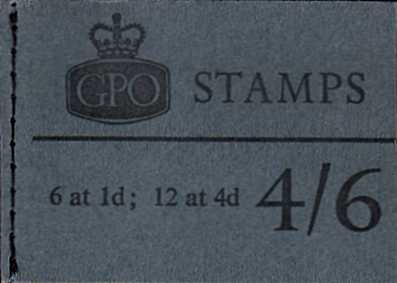 GPO STAMPS
6 at 1d; 12 at 4d 4/6